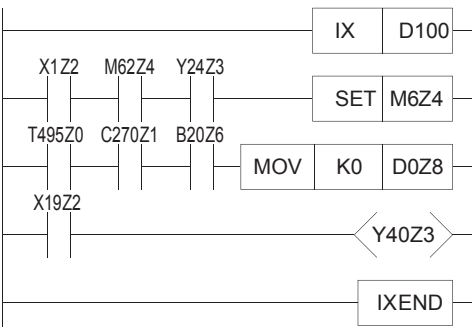 IX D100
X1Z2 M62Z4 Y24Z3
SET M6Z4
T495Z0 C270Z1 B20Z6
MOV K0 D0Z8
X19Z2
Y40Z3
IXEND